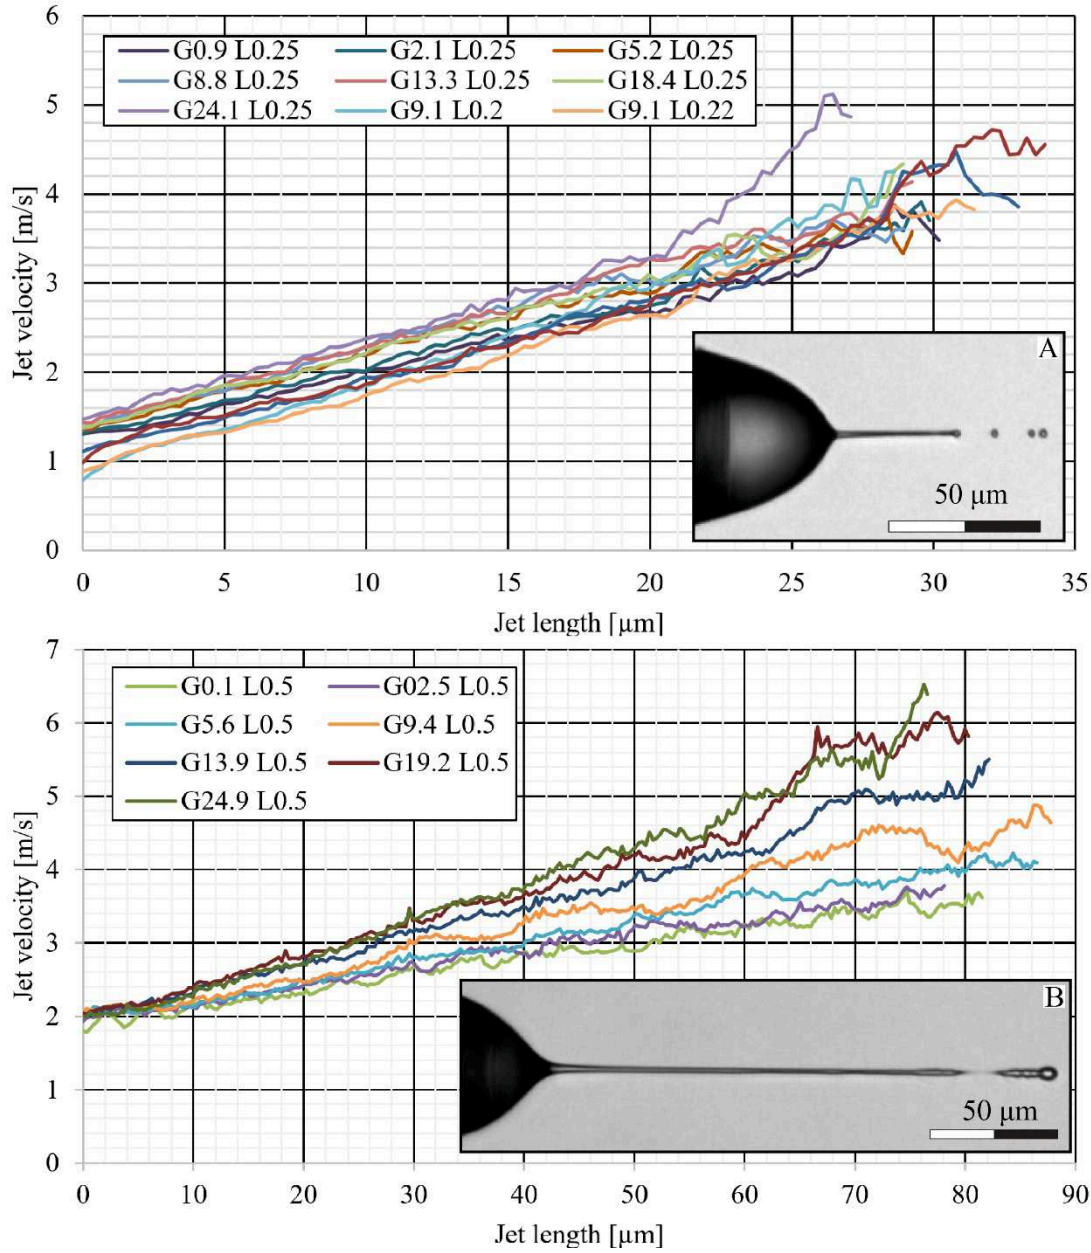 6
G0.9 L0.25 G2.1 L0.25 G5.2 L0.25
G8.8 L0.25 G13.3 L0.25 G18.4 L0.25
G24.1 L0.25 G9.1 L0.2 G9.1 L0.22
5
4
3
2
1
0
Jet velocity [m/s]
A
50 µm
0 5 10 15 20 25 30 35
Jet length [µm]
7
G0.1 L0.5 G02.5 L0.5
G5.6 L0.5 G9.4 L0.5
G13.9 L0.5 G19.2 L0.5
G24.9 L0.5
6
5
4
3
2
1
0
Jet velocity [m/s]
B
50 µm
0 10 20 30 40 50 60 70 80 90
Jet length [µm]